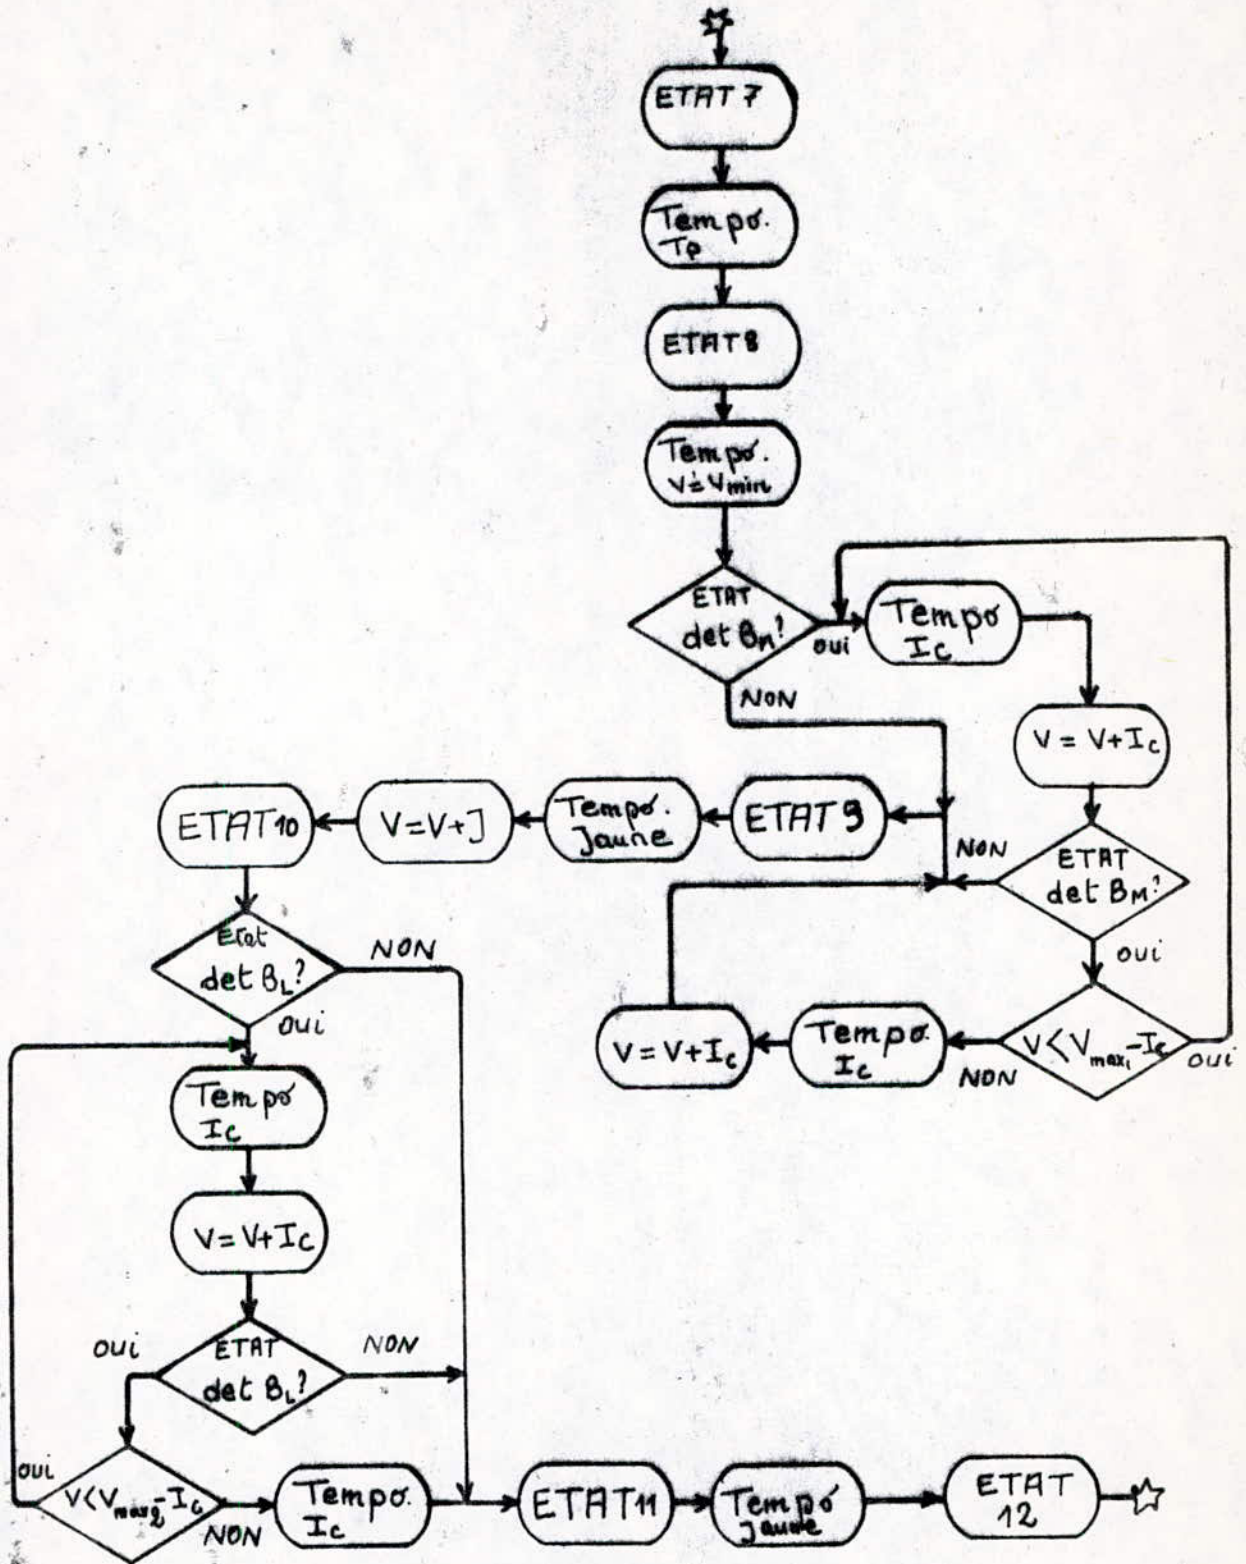 ETAT 7
Tempo.
Tp
ETAT 8
Tempo.
V=Vmin
ETAT
det BM?
OUI
NON
Tempo
Ic
V = V+Ic
ETAT
det BM?
NON
OUI
V < Vmax1-Ic
OUI
NON
Tempo.
Ic
V = V+Ic
ETAT 9
Tempo.
Jaune
V=V+J
ETAT 10
Etat
det BL?
NON
OUI
Tempo
Ic
V = V+Ic
ETAT
det BL?
OUI
NON
V < Vmax2-Ic
OUI
NON
Tempo.
Ic
ETAT 11
Tempo
Jaune
ETAT
12